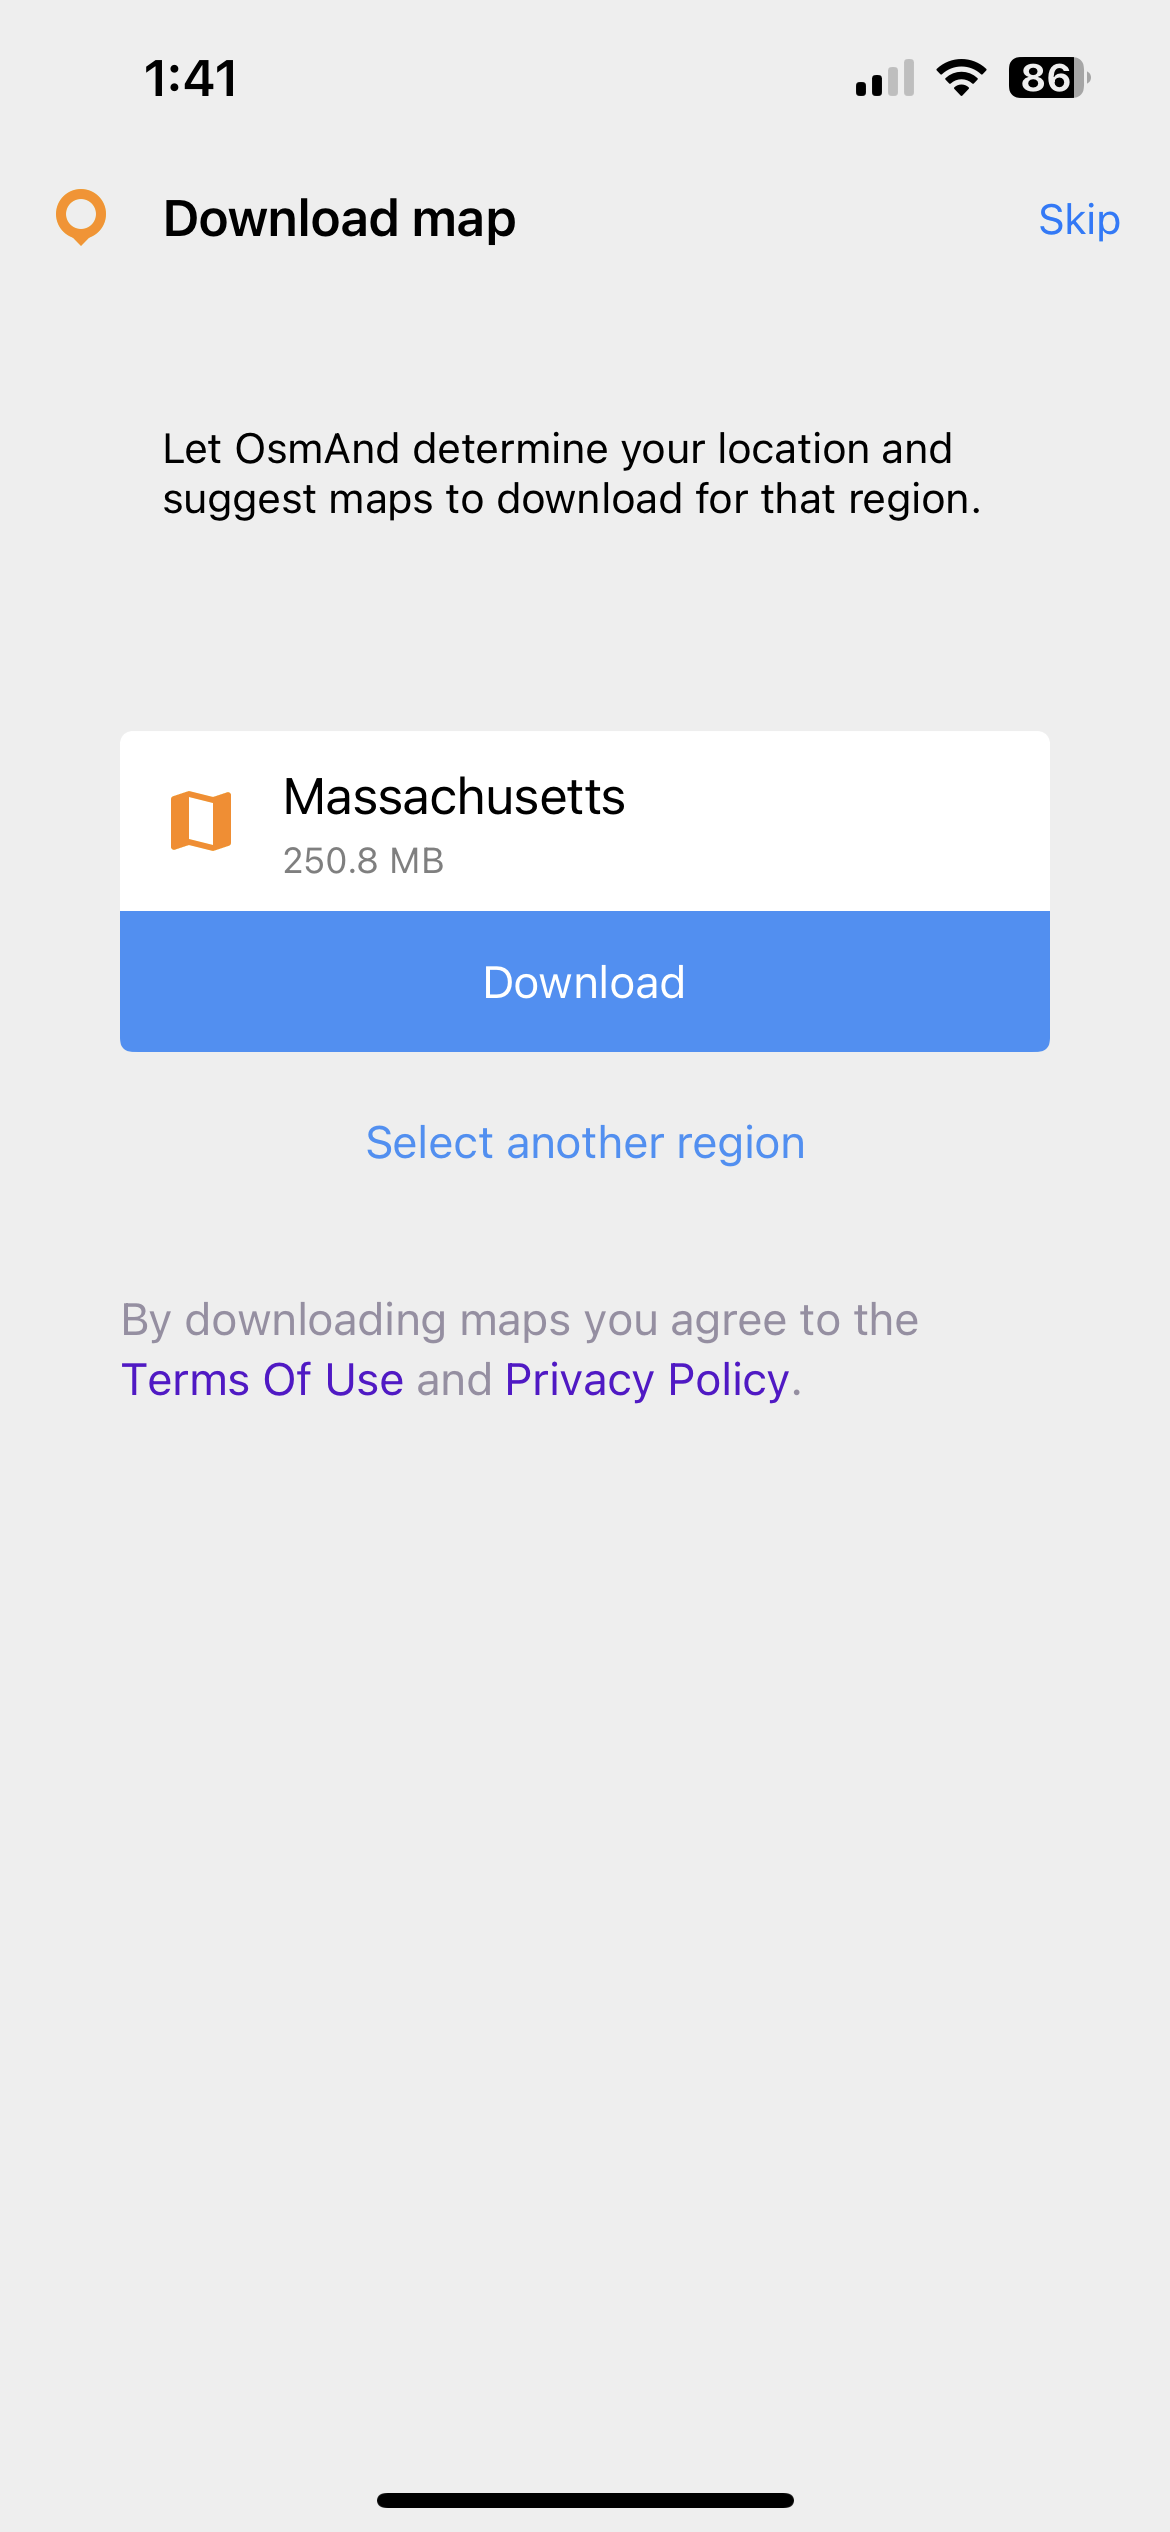 1:41
86
Download map
Skip
Let OsmAnd determine your location and
suggest maps to download for that region.
Massachusetts
250.8 MB
Download
Select another region
By downloading maps you agree to the
Terms Of Use and Privacy Policy.